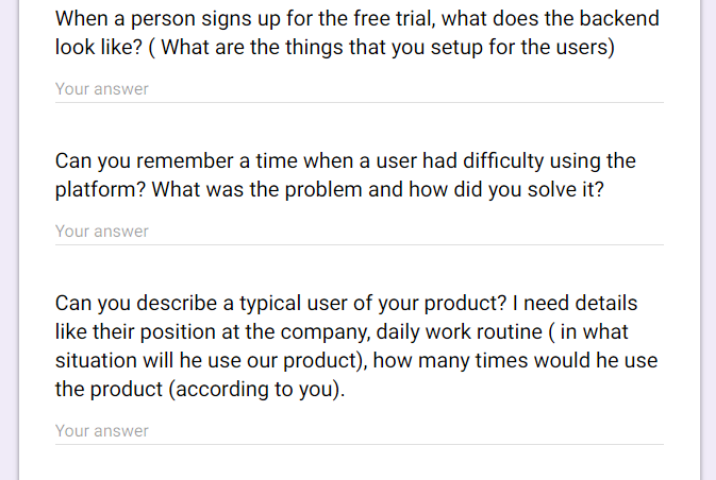 When a person signs up for the free trial, what does the backend
look like? ( What are the things that you setup for the users)
Your answer
Can you remember a time when a user had difficulty using the
platform? What was the problem and how did you solve it?
Your answer
Can you describe a typical user of your product? I need details
like their position at the company, daily work routine ( in what
situation will he use our product), how many times would he use
the product (according to you).
Your answer